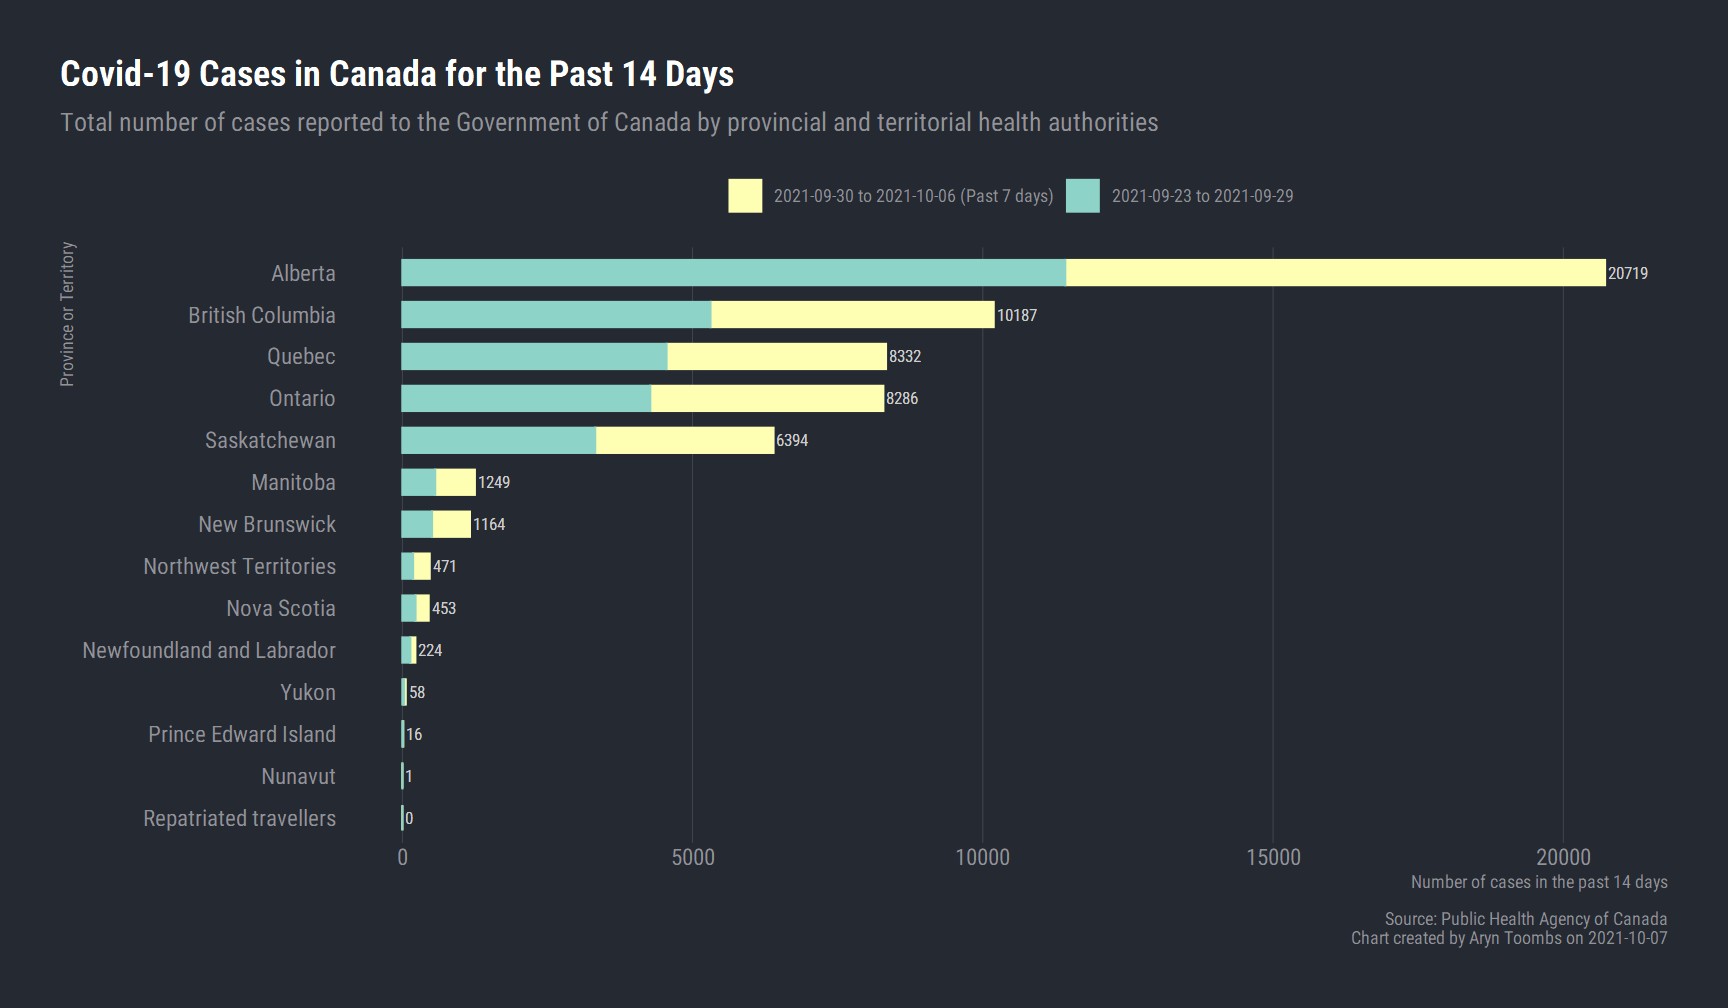 Covid-19 Cases in Canada for the Past 14 Days
Total number of cases reported to the Government of Canada by provincial and territorial health authorities
2021-09-30 to 2021-10-06 (Past 7 days)
2021-09-23 to 2021-09-29
Province or Territory
Alberta 20719
British Columbia 10187
Quebec 8332
Ontario 8286
Saskatchewan 6394
Manitoba 1249
New Brunswick 1164
Northwest Territories 471
Nova Scotia 453
Newfoundland and Labrador 224
Yukon 58
Prince Edward Island 16
Nunavut 1
Repatriated travellers 0
0 5000 10000 15000 20000
Number of cases in the past 14 days
Source: Public Health Agency of Canada
Chart created by Aryn Toombs on 2021-10-07